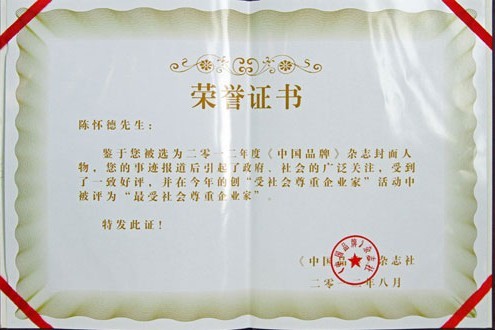 荣誉证书
陈怀德先生：
鉴于您被选为二零一二年度《中国品牌》杂志封面人
物，您的事迹报道后引起了政府、社会的广泛关注，受到
了一致好评，并在今年的创“受社会尊重企业家”活动中
被评为“最受社会尊重企业家”。
特发此证！
《中国品牌》杂志社
二零一二年八月